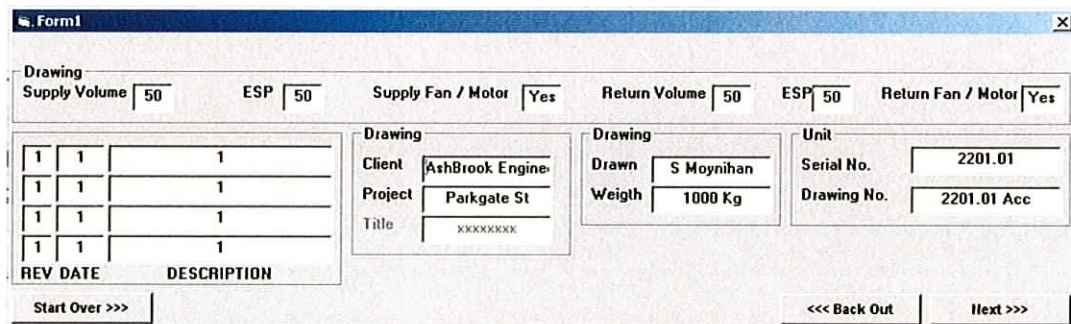 Form1
Drawing
Supply Volume 50 ESP 50 Supply Fan / Motor Yes Return Volume 50 ESP 50 Return Fan / Motor Yes
1 1 1
1 1 1
1 1 1
1 1 1
REV DATE DESCRIPTION
Drawing
Client AshBrook Engine
Project Parkgate St
Title xxxxxxxx
Drawing
Drawn S Moynihan
Weigth 1000 Kg
Unit
Serial No. 2201.01
Drawing No. 2201.01 Acc
Start Over >>> <<< Back Out Next >>>